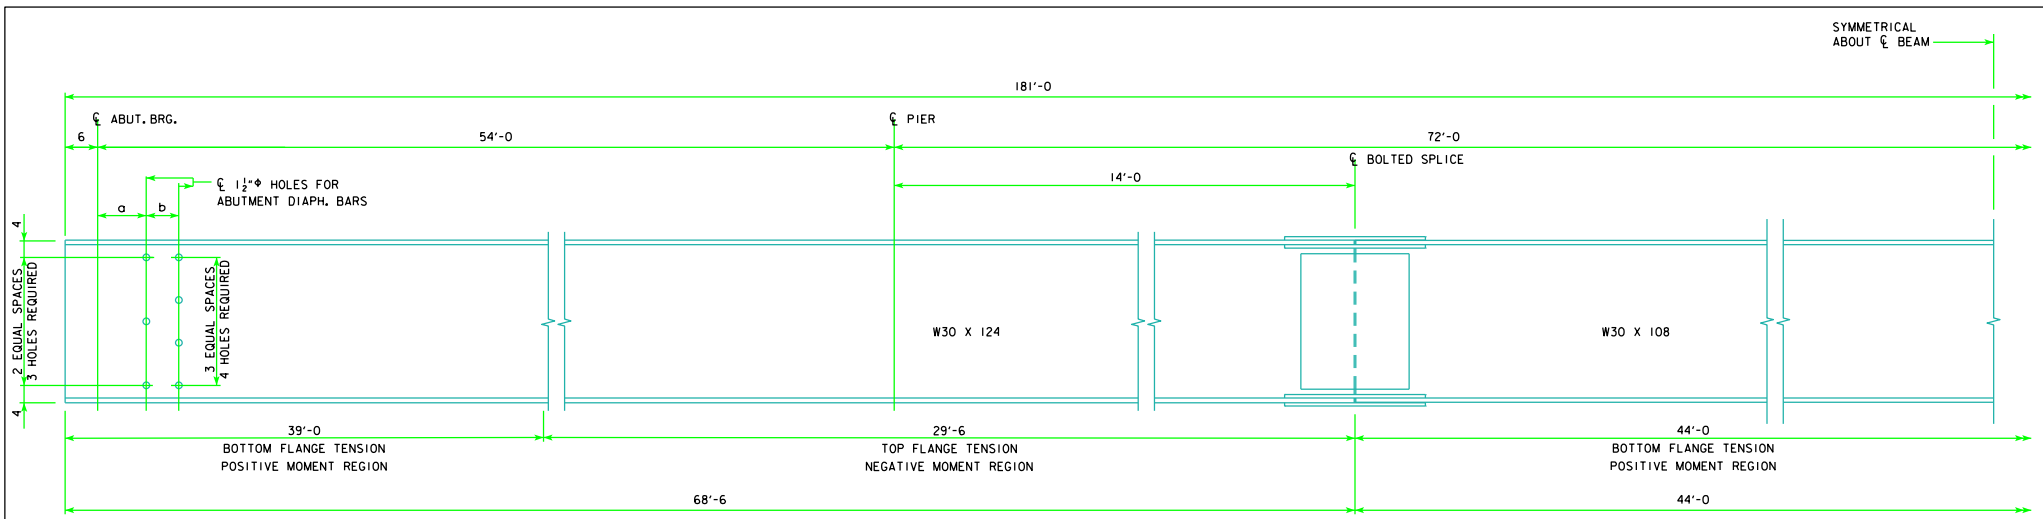 SYMMETRICAL
ABOUT ℄ BEAM
181'-0
℄ ABUT. BRG.
℄ PIER
6
54'-0
72'-0
℄ BOLTED SPLICE
14'-0
℄ 1½"Φ HOLES FOR
ABUTMENT DIAPH. BARS
a
b
4
2 EQUAL SPACES
3 HOLES REQUIRED
3 EQUAL SPACES
4 HOLES REQUIRED
4
W30 X 124
W30 X 108
39'-0
BOTTOM FLANGE TENSION
POSITIVE MOMENT REGION
29'-6
TOP FLANGE TENSION
NEGATIVE MOMENT REGION
44'-0
BOTTOM FLANGE TENSION
POSITIVE MOMENT REGION
68'-6
44'-0